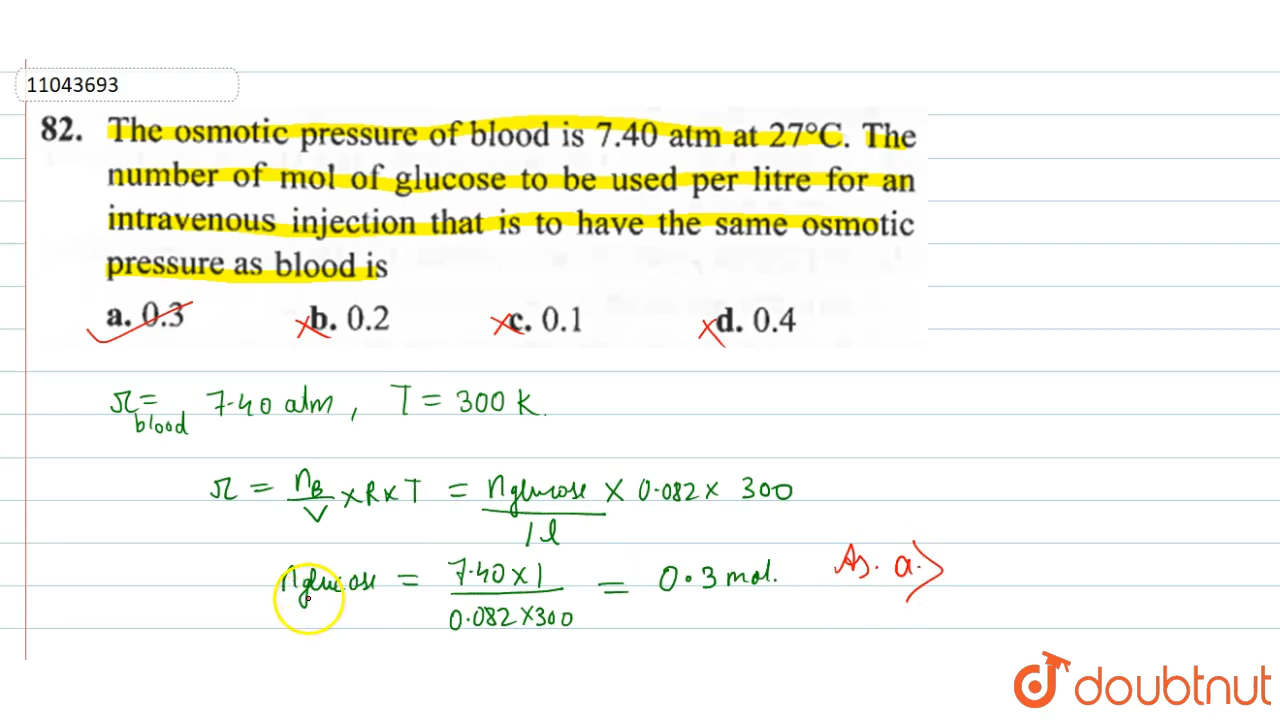 11043693
82. The osmotic pressure of blood is 7.40 atm at 27°C. The
number of mol of glucose to be used per litre for an
intravenous injection that is to have the same osmotic
pressure as blood is
a. 0.3 b. 0.2 c. 0.1 d. 0.4
π = 7.40 atm, T = 300 K.
blood
π = nB/V × R × T = nglucose/1l × 0.082 × 300
nglucose = 7.40 × 1/0.082 × 300 = 0.3 mol. As. a.>
doubtnut